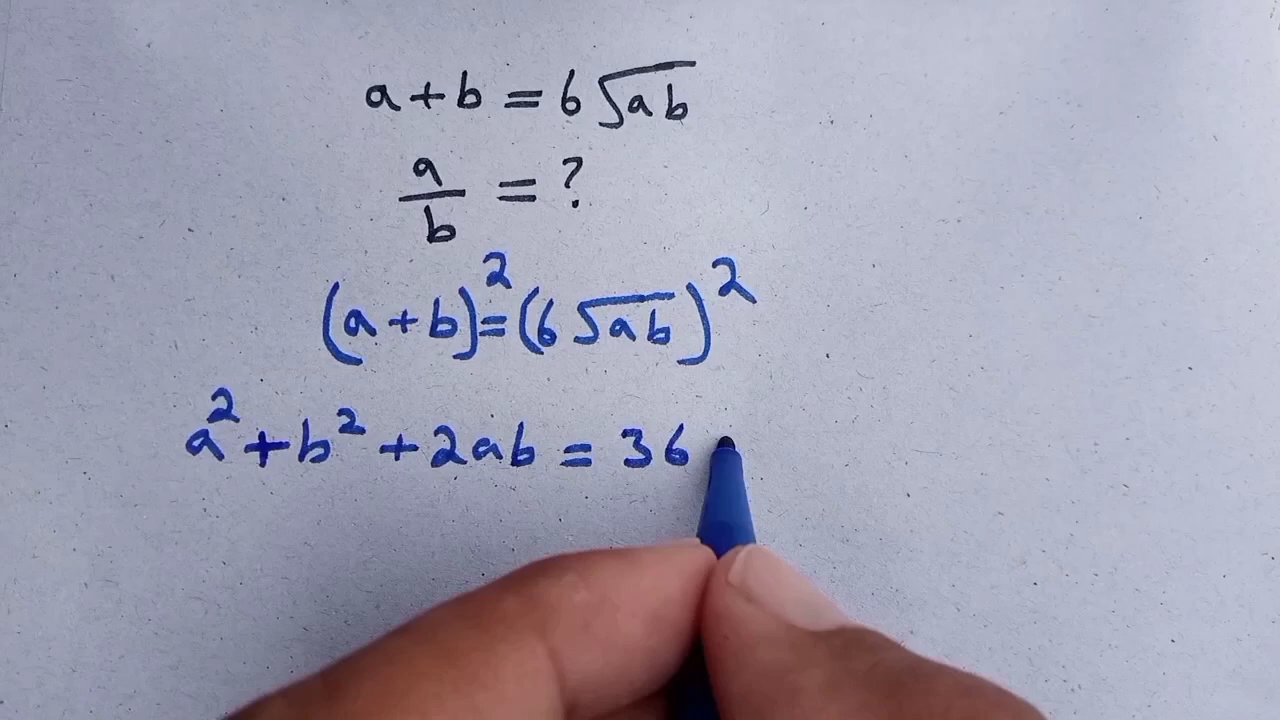 a + b = 6√ab
a/b = ?
(a + b)² = (6√ab)²
a² + b² + 2ab = 36